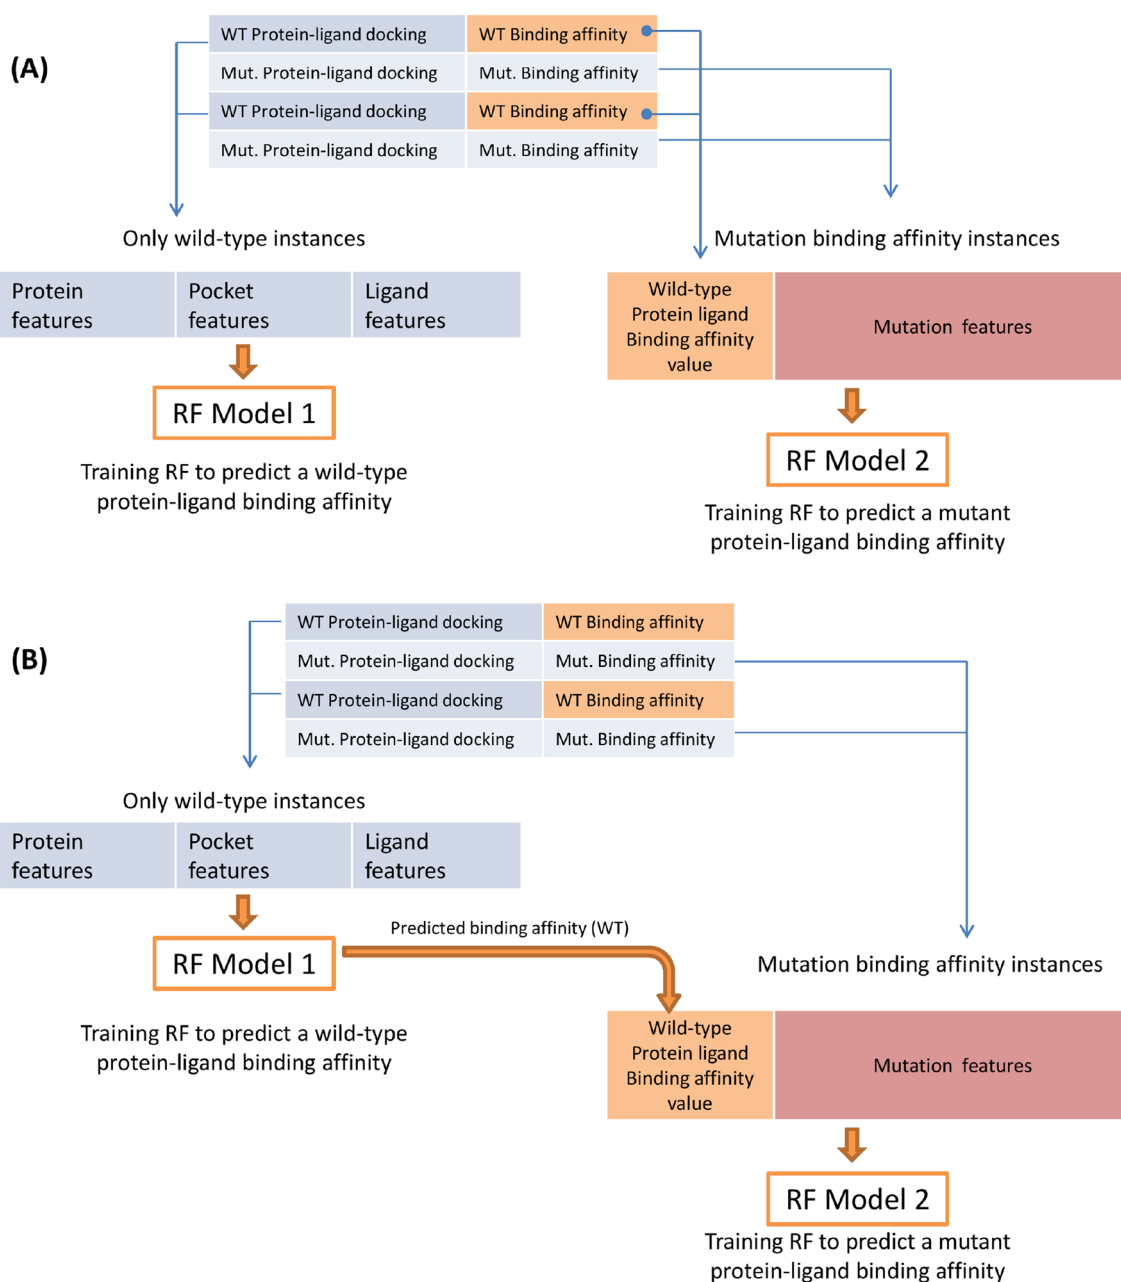 (A)
WT Protein-ligand docking WT Binding affinity
Mut. Protein-ligand docking Mut. Binding affinity
WT Protein-ligand docking WT Binding affinity
Mut. Protein-ligand docking Mut. Binding affinity
Only wild-type instances
Protein
features
Pocket
features
Ligand
features
RF Model 1
Training RF to predict a wild-type
protein-ligand binding affinity
Mutation binding affinity instances
Wild-type
Protein ligand
Binding affinity
value
Mutation features
RF Model 2
Training RF to predict a mutant
protein-ligand binding affinity
(B)
WT Protein-ligand docking WT Binding affinity
Mut. Protein-ligand docking Mut. Binding affinity
WT Protein-ligand docking WT Binding affinity
Mut. Protein-ligand docking Mut. Binding affinity
Only wild-type instances
Protein
features
Pocket
features
Ligand
features
RF Model 1
Predicted binding affinity (WT)
Training RF to predict a wild-type
protein-ligand binding affinity
Mutation binding affinity instances
Wild-type
Protein ligand
Binding affinity
value
Mutation features
RF Model 2
Training RF to predict a mutant
protein-ligand binding affinity